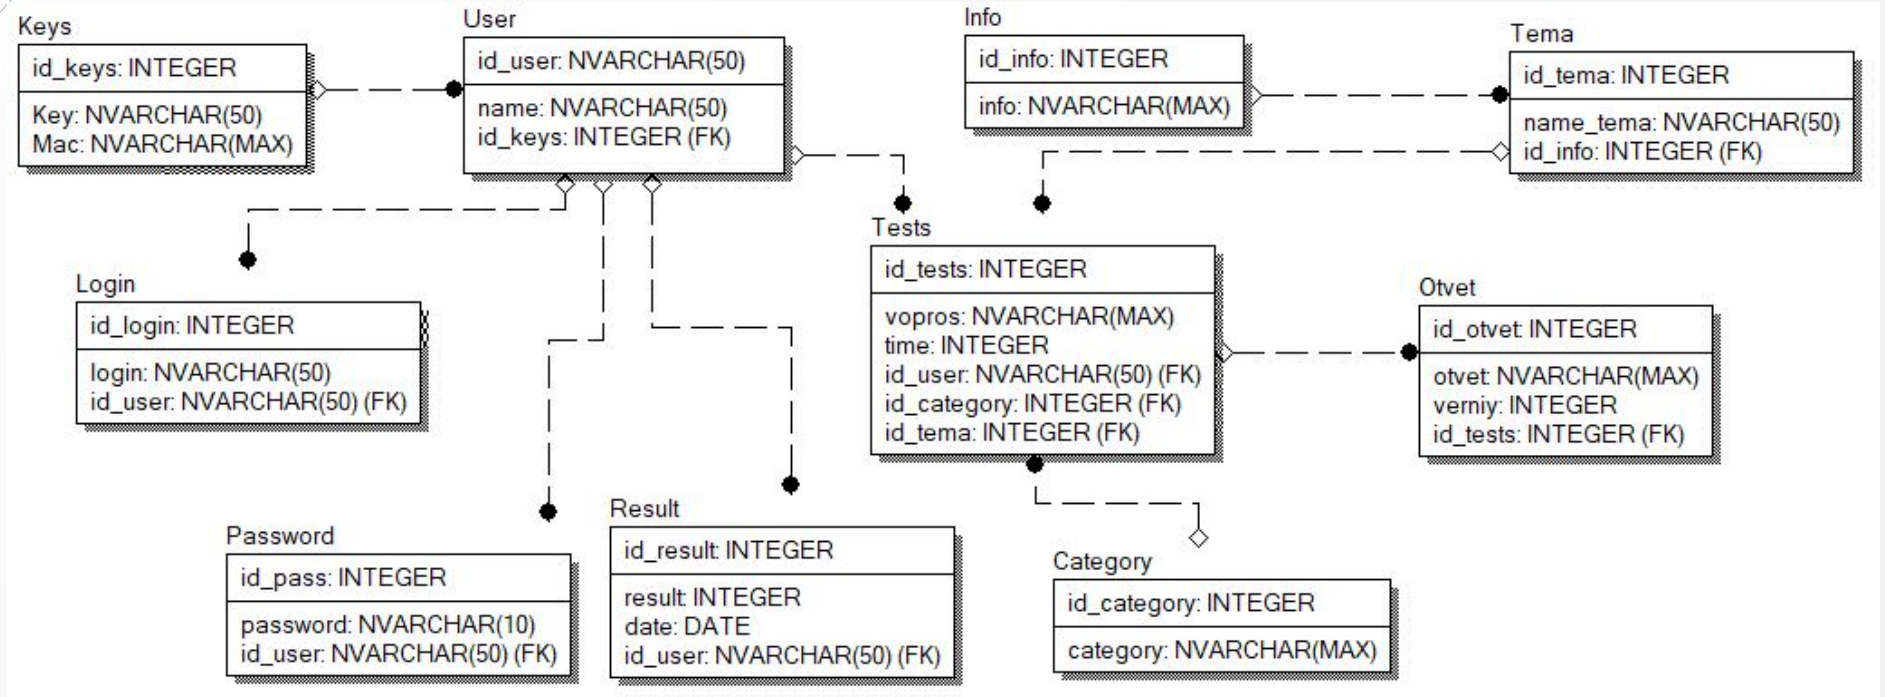 Keys
id_keys: INTEGER
Key: NVARCHAR(50)
Mac: NVARCHAR(MAX)
User
id_user: NVARCHAR(50)
name: NVARCHAR(50)
id_keys: INTEGER (FK)
Info
id_info: INTEGER
info: NVARCHAR(MAX)
Tema
id_tema: INTEGER
name_tema: NVARCHAR(50)
id_info: INTEGER (FK)
Login
id_login: INTEGER
login: NVARCHAR(50)
id_user: NVARCHAR(50) (FK)
Tests
id_tests: INTEGER
vopros: NVARCHAR(MAX)
time: INTEGER
id_user: NVARCHAR(50) (FK)
id_category: INTEGER (FK)
id_tema: INTEGER (FK)
Otvet
id_otvet: INTEGER
otvet: NVARCHAR(MAX)
verniy: INTEGER
id_tests: INTEGER (FK)
Password
id_pass: INTEGER
password: NVARCHAR(10)
id_user: NVARCHAR(50) (FK)
Result
id_result: INTEGER
result: INTEGER
date: DATE
id_user: NVARCHAR(50) (FK)
Category
id_category: INTEGER
category: NVARCHAR(MAX)